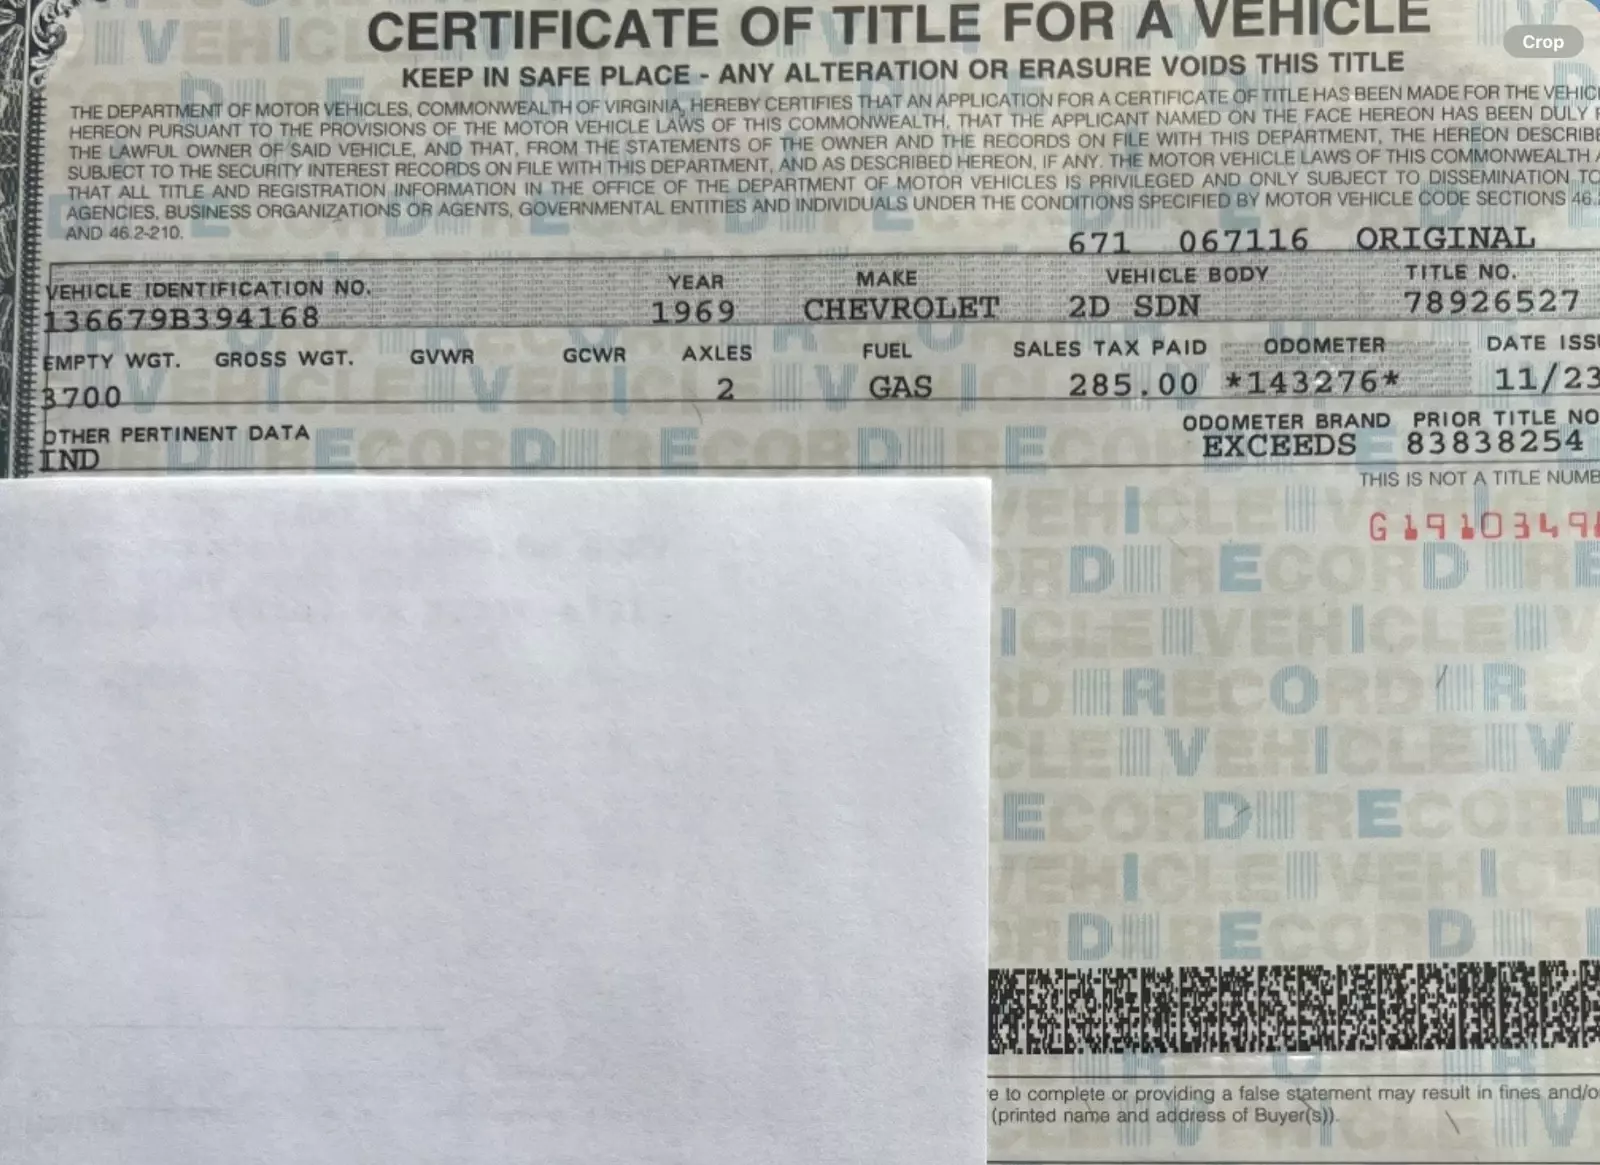 CERTIFICATE OF TITLE FOR A VEHICLE
Crop
KEEP IN SAFE PLACE - ANY ALTERATION OR ERASURE VOIDS THIS TITLE
THE DEPARTMENT OF MOTOR VEHICLES, COMMONWEALTH OF VIRGINIA, HEREBY CERTIFIES THAT AN APPLICATION FOR A CERTIFICATE OF TITLE HAS BEEN MADE FOR THE VEHIC
HEREON PURSUANT TO THE PROVISIONS OF THE MOTOR VEHICLE LAWS OF THIS COMMONWEALTH, THAT THE APPLICANT NAMED ON THE FACE HEREON HAS BEEN DULY
THE LAWFUL OWNER OF SAID VEHICLE, AND THAT, FROM THE STATEMENTS OF THE OWNER AND THE RECORDS ON FILE WITH THIS DEPARTMENT, THE HEREON DESCRIBE
SUBJECT TO THE SECURITY INTEREST RECORDS ON FILE WITH THIS DEPARTMENT, AND AS DESCRIBED HEREON, IF ANY. THE MOTOR VEHICLE LAWS OF THIS COMMONWEALTH
THAT ALL TITLE AND REGISTRATION INFORMATION IN THE OFFICE OF THE DEPARTMENT OF MOTOR VEHICLES IS PRIVILEGED AND ONLY SUBJECT TO DISSEMINATION TO
AGENCIES, BUSINESS ORGANIZATIONS OR AGENTS, GOVERNMENTAL ENTITIES AND INDIVIDUALS UNDER THE CONDITIONS SPECIFIED BY MOTOR VEHICLE CODE SECTIONS 46.
AND 46.2-210.
671 067116 ORIGINAL
VEHICLE IDENTIFICATION NO. YEAR MAKE VEHICLE BODY TITLE NO.
136679B394168 1969 CHEVROLET 2D SDN 78926527
EMPTY WGT. GROSS WGT. GVWR GCWR AXLES FUEL SALES TAX PAID ODOMETER DATE ISSU
3700 2 GAS 285.00 *143276* 11/23
OTHER PERTINENT DATA ODOMETER BRAND PRIOR TITLE NO
IND EXCEEDS 83838254
THIS IS NOT A TITLE NUMB
G1910349
e to complete or providing a false statement may result in fines and/o
(printed name and address of Buyer(s)).